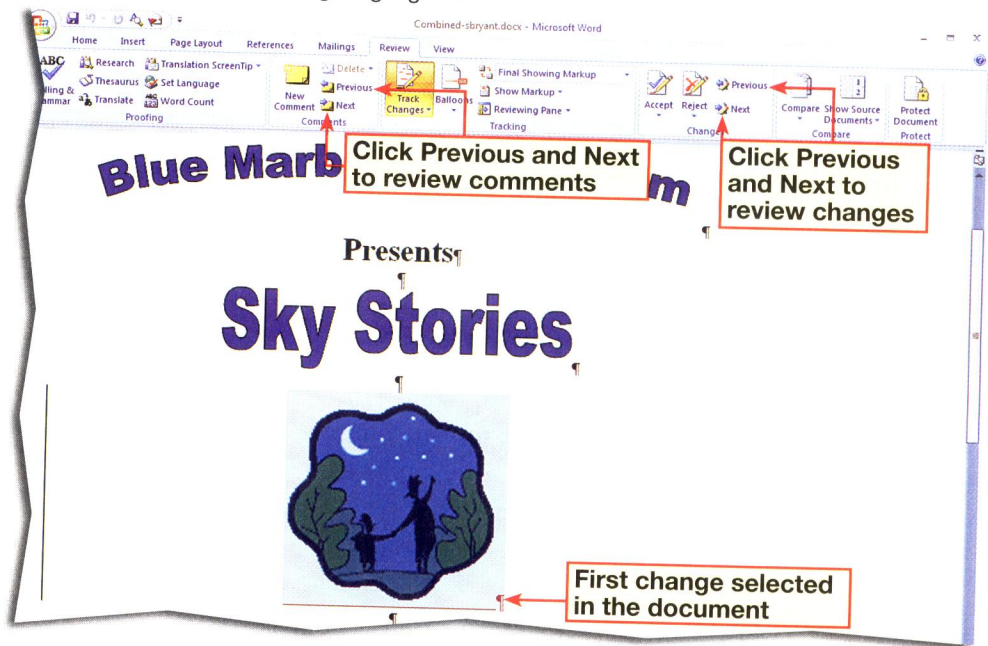 Combined-sbryant.docx - Microsoft Word
Home Insert Page Layout References Mailings Review View
ABC Research Translation ScreenTip Delete Previous Final Showing Markup Previous
Thesaurus Set Language Show Markup
Translate Word Count New Comment Next Track Changes Balloons Reviewing Pane Accept Reject Next Compare Show Source Documents Protect Document
Proofing Comments Tracking Compare Protect
Click Previous and Next
to review comments
Click Previous
and Next to
review changes
Blue
Presents¶
¶
Sky Stories
¶
¶
¶
First change selected
in the document
¶
¶